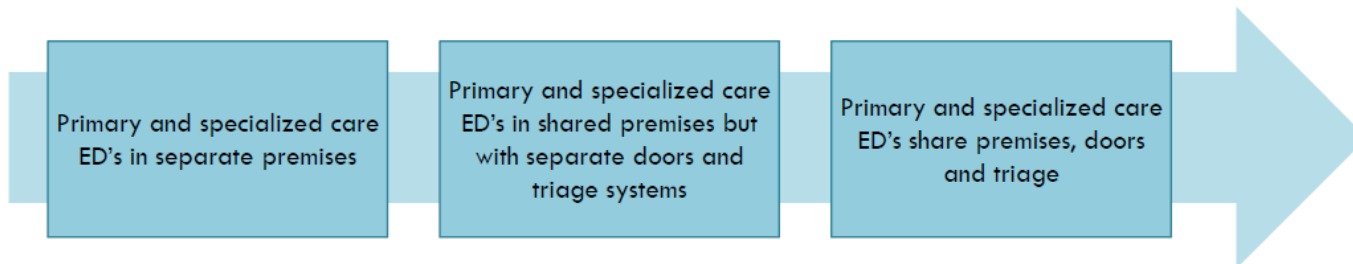 Primary and specialized care
ED's in separate premises
Primary and specialized care
ED's in shared premises but
with separate doors and
triage systems
Primary and specialized care
ED's share premises, doors
and triage